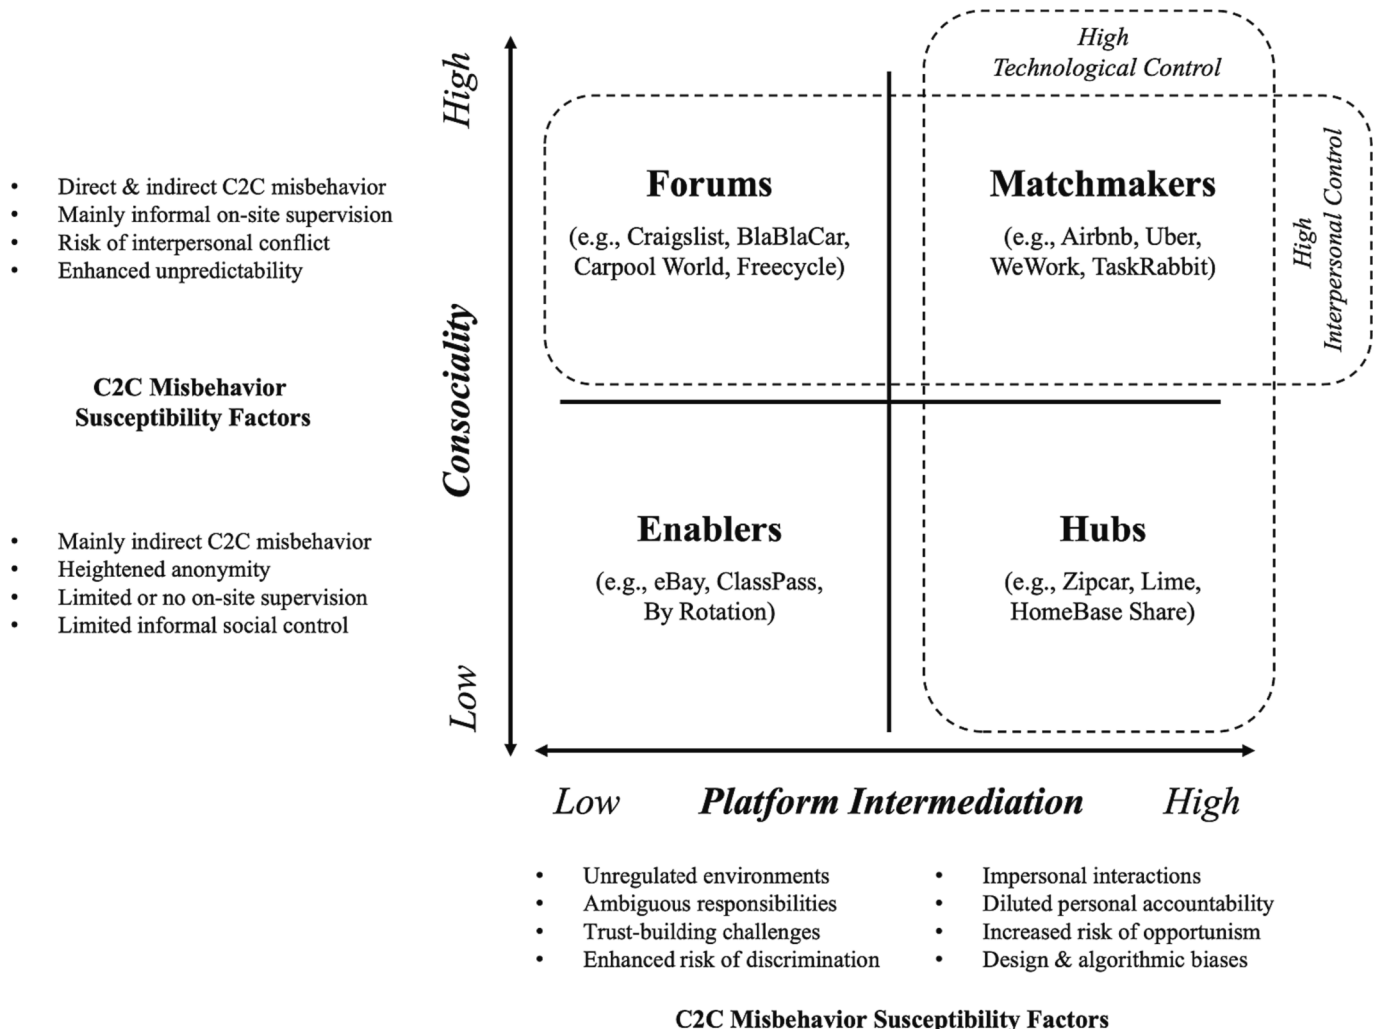 High
Technological Control
High
Forums
(e.g., Craigslist, BlaBlaCar,
Carpool World, Freecycle)
Matchmakers
(e.g., Airbnb, Uber,
WeWork, TaskRabbit)
High
Interpersonal Control
• Direct & indirect C2C misbehavior
• Mainly informal on-site supervision
• Risk of interpersonal conflict
• Enhanced unpredictability
C2C Misbehavior
Susceptibility Factors
Consociality
• Mainly indirect C2C misbehavior
• Heightened anonymity
• Limited or no on-site supervision
• Limited informal social control
Enablers
(e.g., eBay, ClassPass,
By Rotation)
Hubs
(e.g., Zipcar, Lime,
HomeBase Share)
Low
Low
Platform Intermediation
High
• Unregulated environments
• Ambiguous responsibilities
• Trust-building challenges
• Enhanced risk of discrimination
• Impersonal interactions
• Diluted personal accountability
• Increased risk of opportunism
• Design & algorithmic biases
C2C Misbehavior Susceptibility Factors